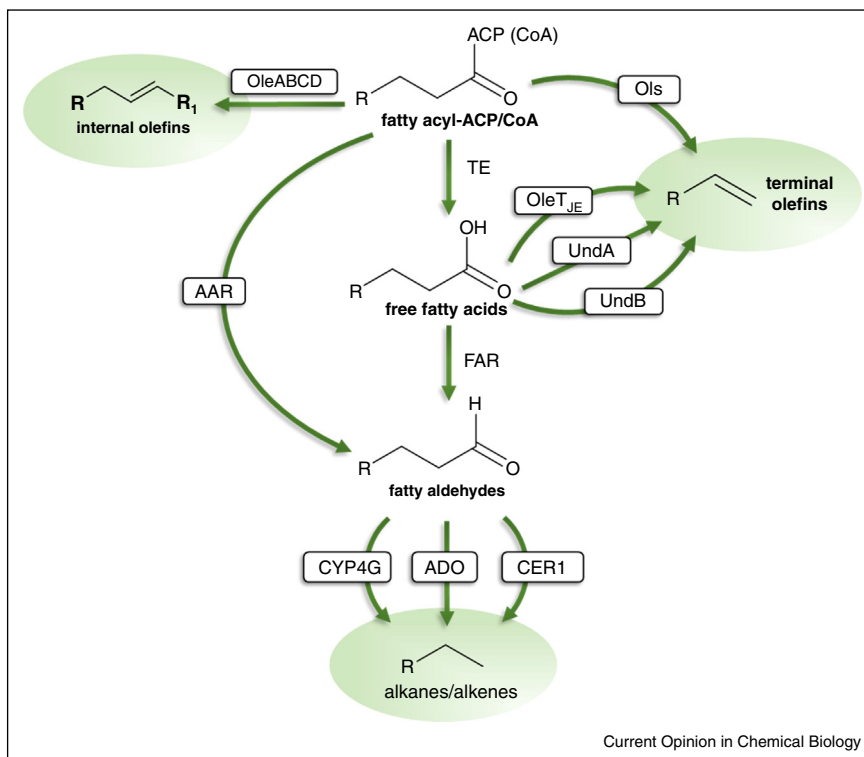 ACP (CoA)
OleABCD
Ols
R
R1
internal olefins
R
O
fatty acyl-ACP/CoA
TE
R
terminal
olefins
OleTJE
OH
UndA
R
O
free fatty acids
UndB
AAR
FAR
H
R
O
fatty aldehydes
CYP4G
ADO
CER1
R
alkanes/alkenes
Current Opinion in Chemical Biology